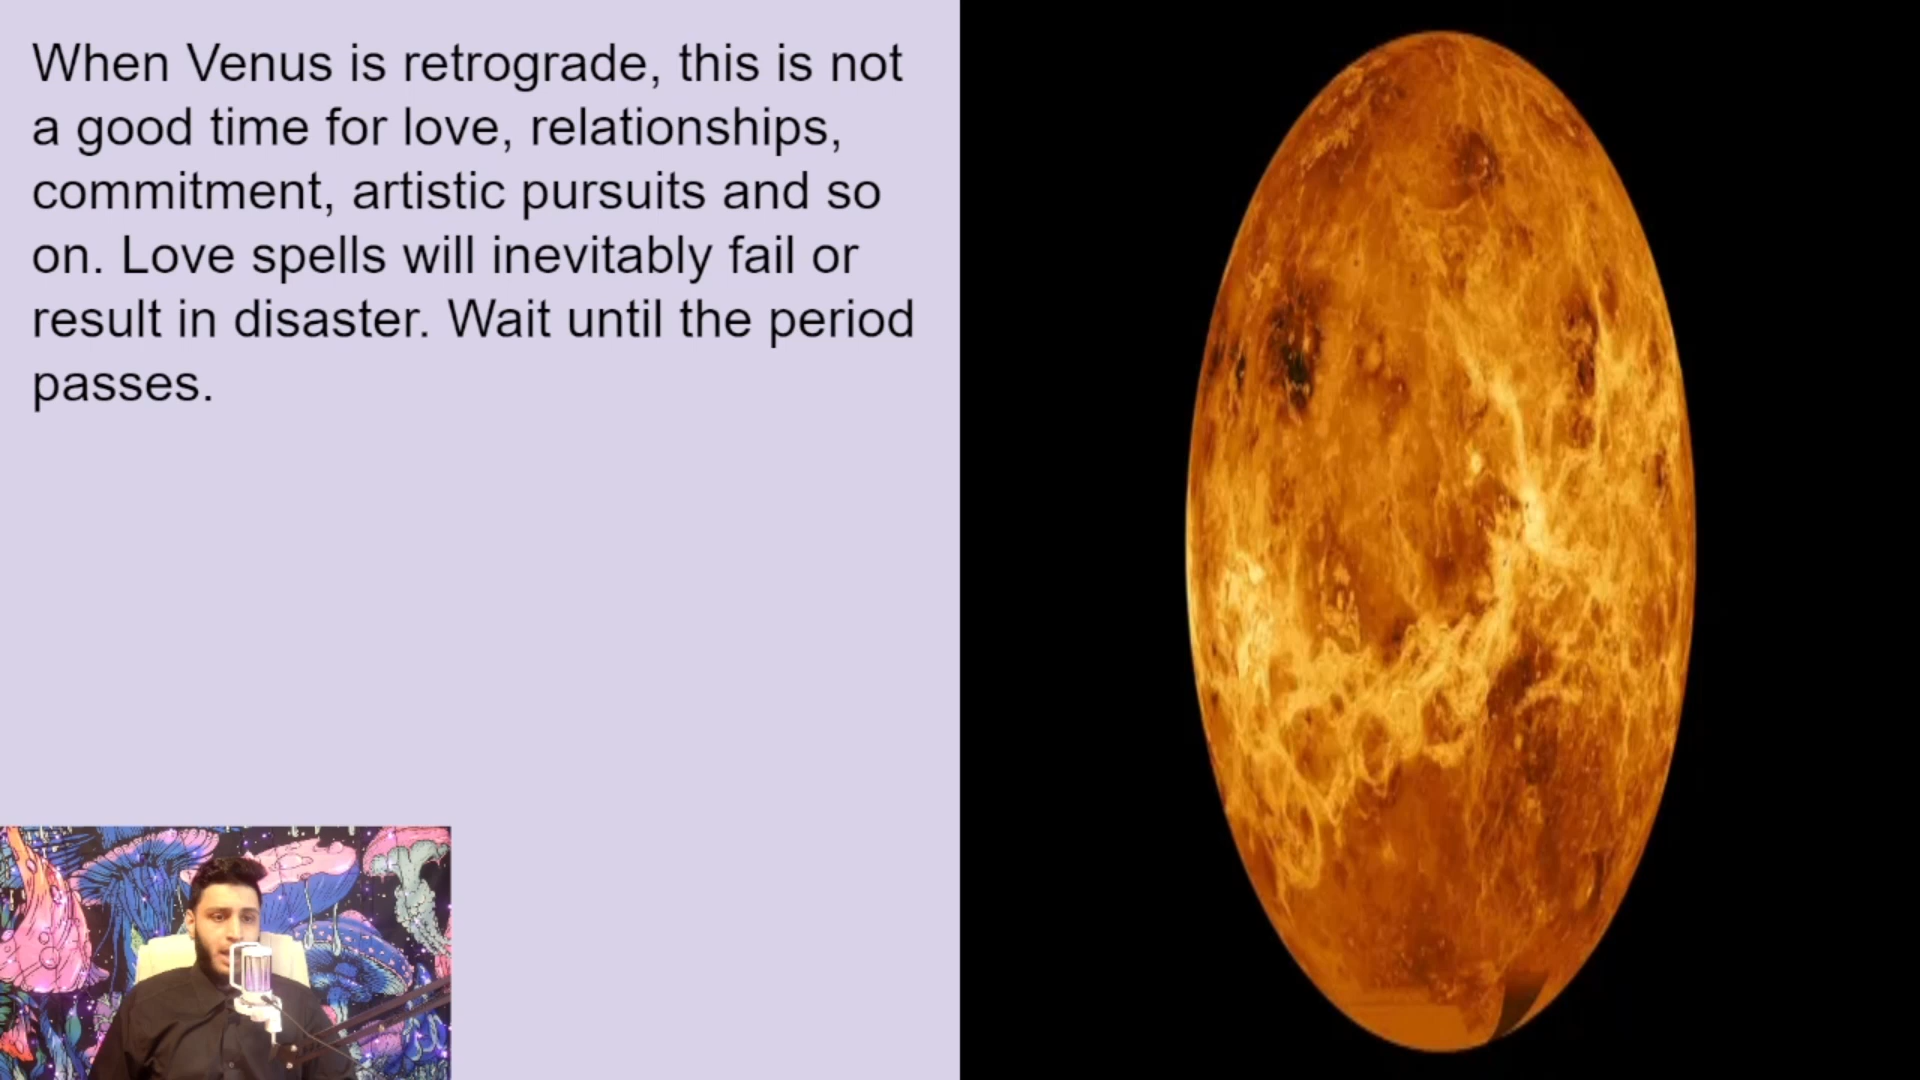 When Venus is retrograde, this is not
a good time for love, relationships,
commitment, artistic pursuits and so
on. Love spells will inevitably fail or
result in disaster. Wait until the period
passes.